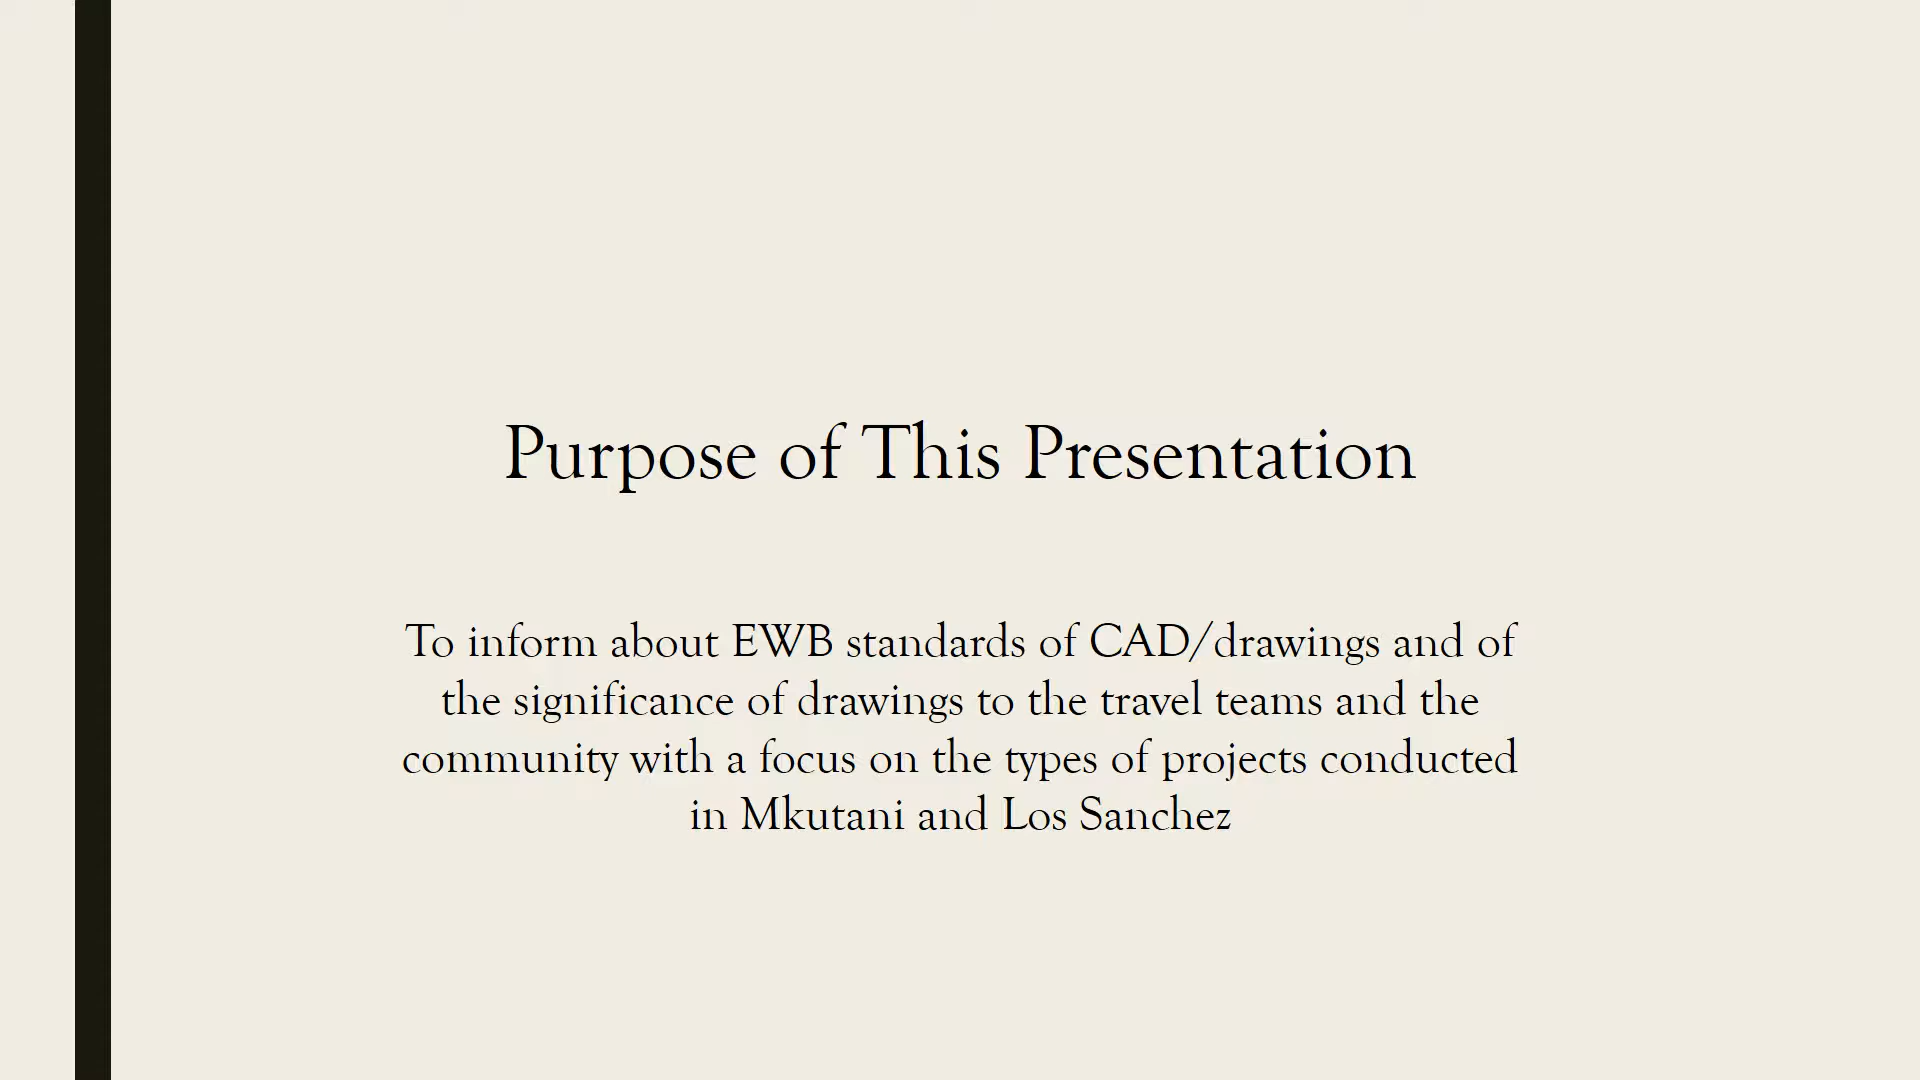 Purpose of This Presentation
To inform about EWB standards of CAD/drawings and of
the significance of drawings to the travel teams and the
community with a focus on the types of projects conducted
in Mkutani and Los Sanchez